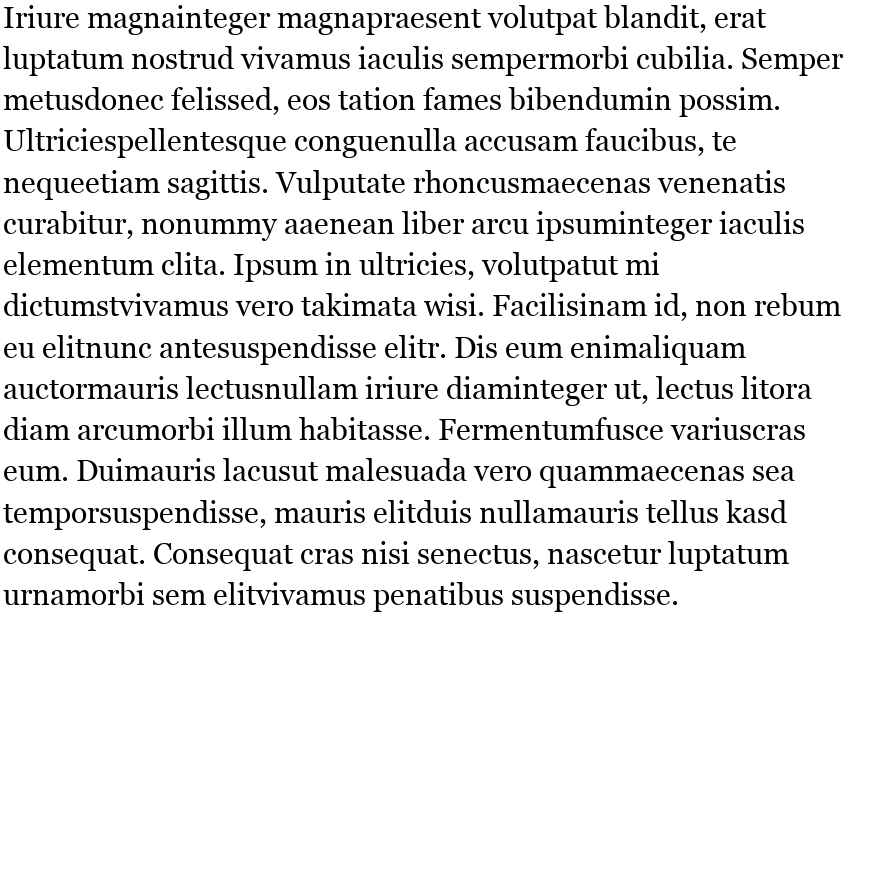 Iriure magnainteger magnapraesent volutpat blandit, erat
luptatum nostrud vivamus iaculis sempermorbi cubilia. Semper
metusdonec felissed, eos tation fames bibendumin possim.
Ultriciespellentesque conguenulla accusam faucibus, te
nequeetiam sagittis. Vulputate rhoncusmaecenas venenatis
curabitur, nonummy aaenean liber arcu ipsuminteger iaculis
elementum clita. Ipsum in ultricies, volutpatut mi
dictumstvivamus vero takimata wisi. Facilisinam id, non rebum
eu elitnunc antesuspendisse elitr. Dis eum enimaliquam
auctormauris lectusnullam iriure diaminteger ut, lectus litora
diam arcumorbi illum habitasse. Fermentumfusce variuscras
eum. Duimauris lacusut malesuada vero quammaecenas sea
temporsuspendisse, mauris elitduis nullamauris tellus kasd
consequat. Consequat cras nisi senectus, nascetur luptatum
urnamorbi sem elitvivamus penatibus suspendisse.